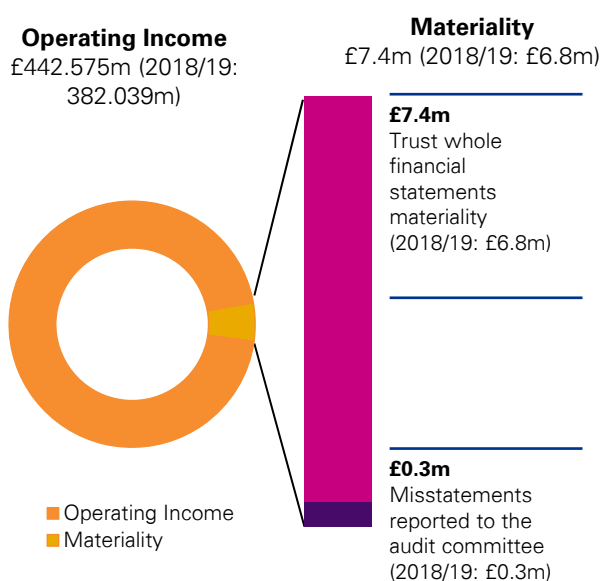 Operating Income
£442.575m (2018/19:
382.039m)
Materiality
£7.4m (2018/19: £6.8m)
£7.4m
Trust whole
financial
statements
materiality
(2018/19: £6.8m)
£0.3m
Misstatements
reported to the
audit committee
(2018/19: £0.3m)
Operating Income
Materiality